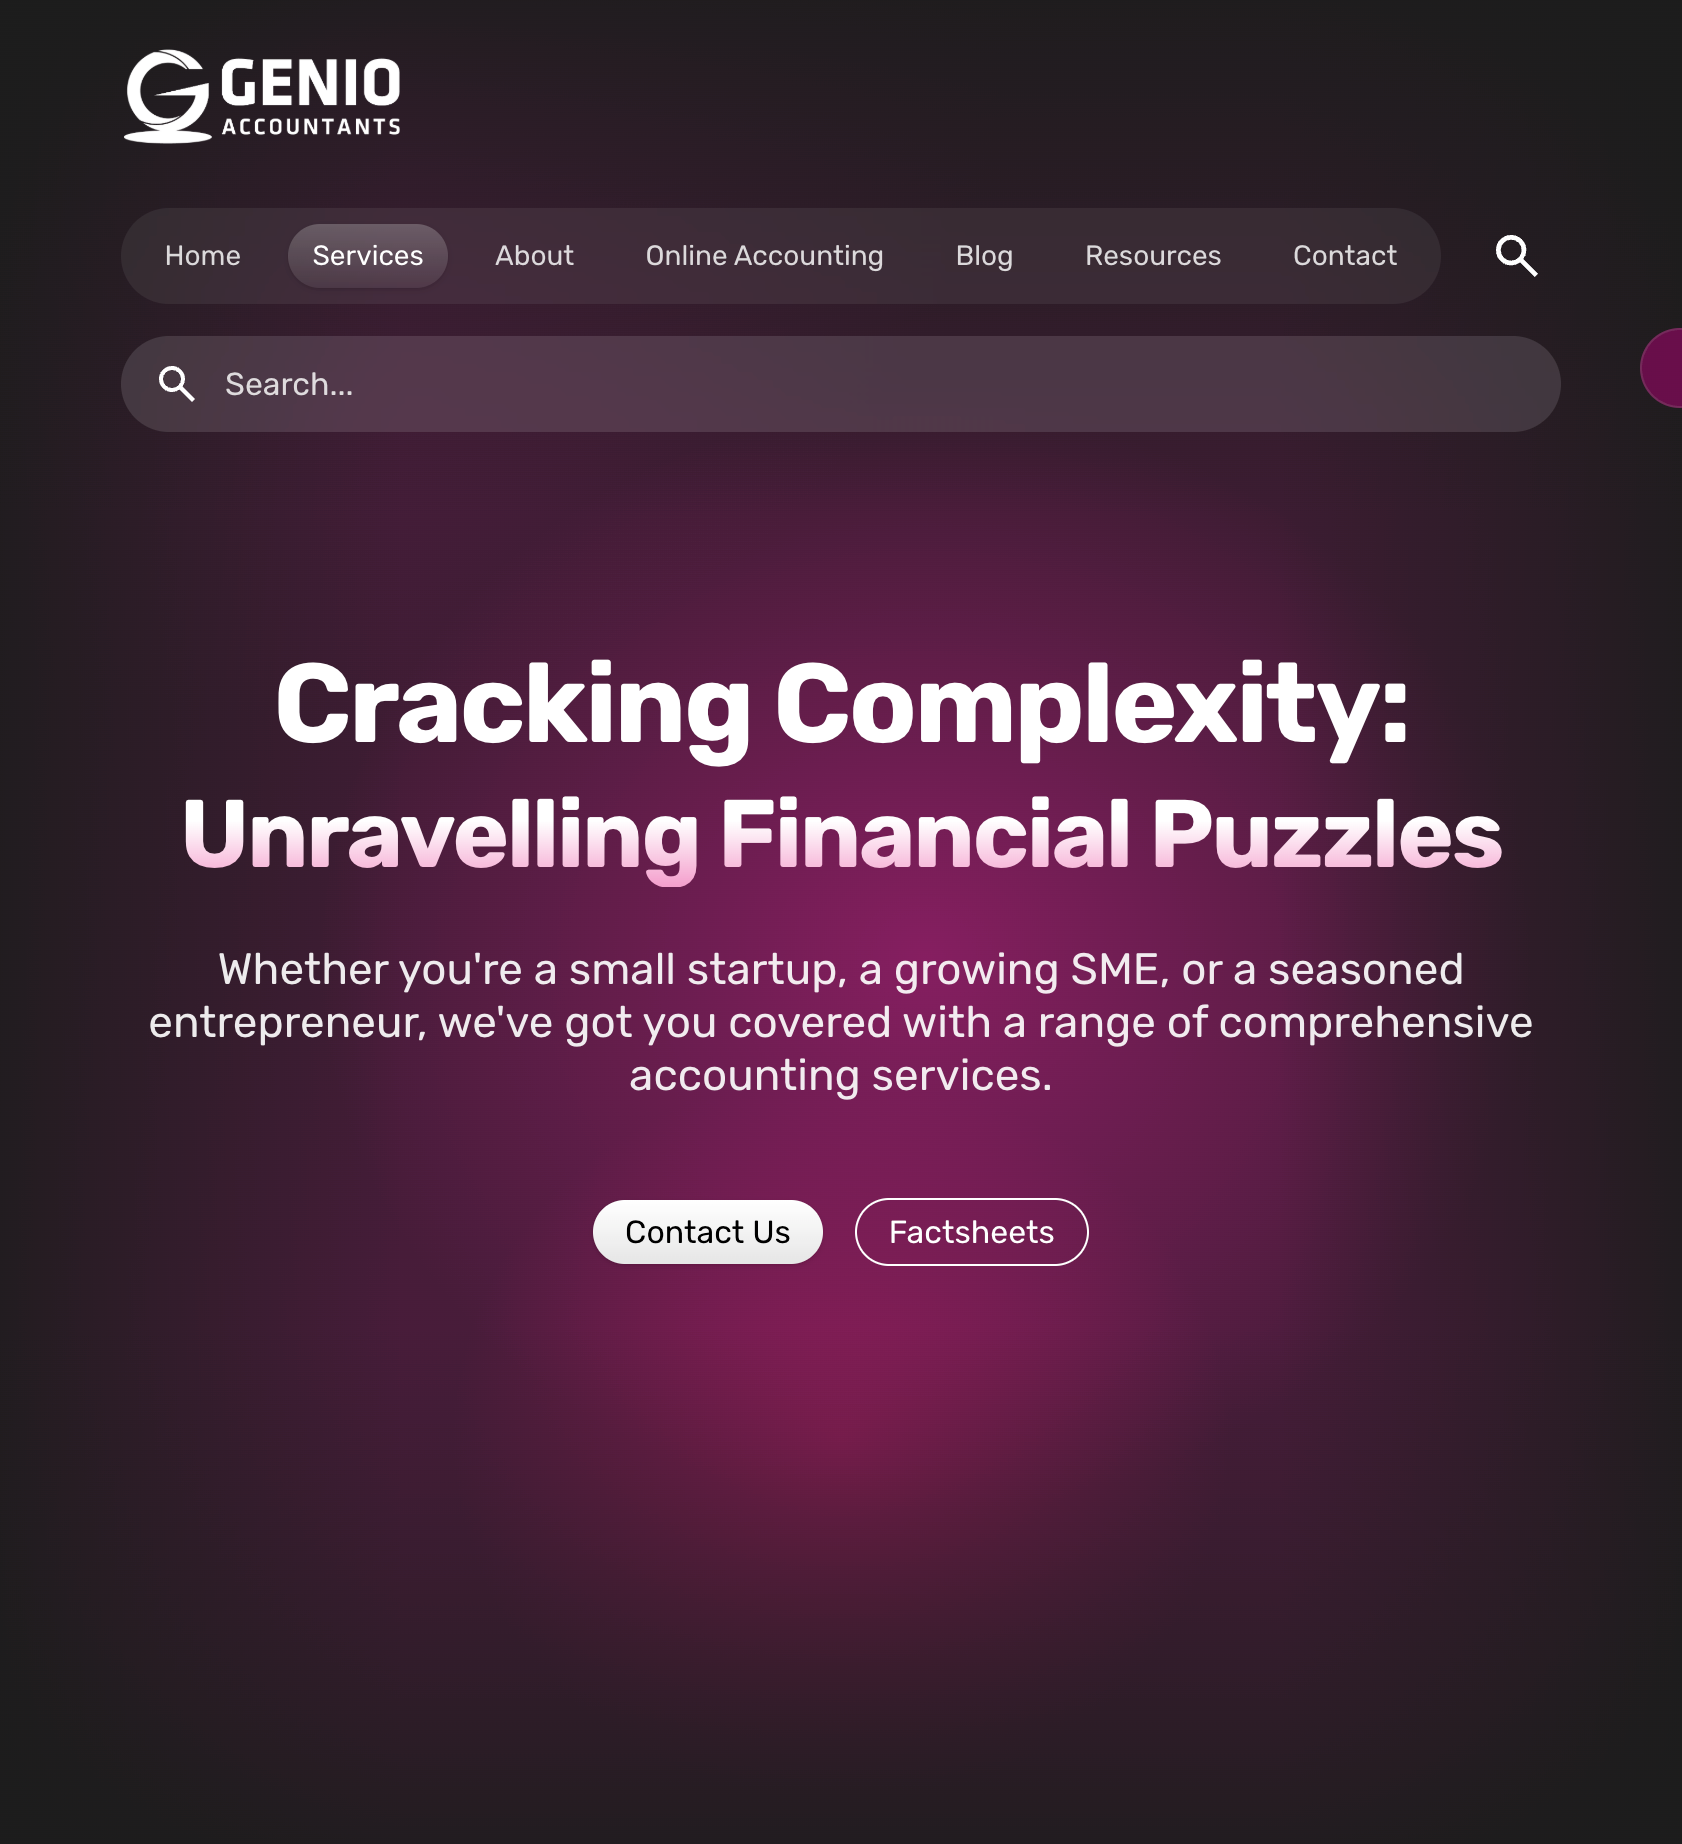 GENIO
ACCOUNTANTS
Home Services About Online Accounting Blog Resources Contact
Search...
Cracking Complexity:
Unravelling Financial Puzzles
Whether you're a small startup, a growing SME, or a seasoned
entrepreneur, we've got you covered with a range of comprehensive
accounting services.
Contact Us Factsheets